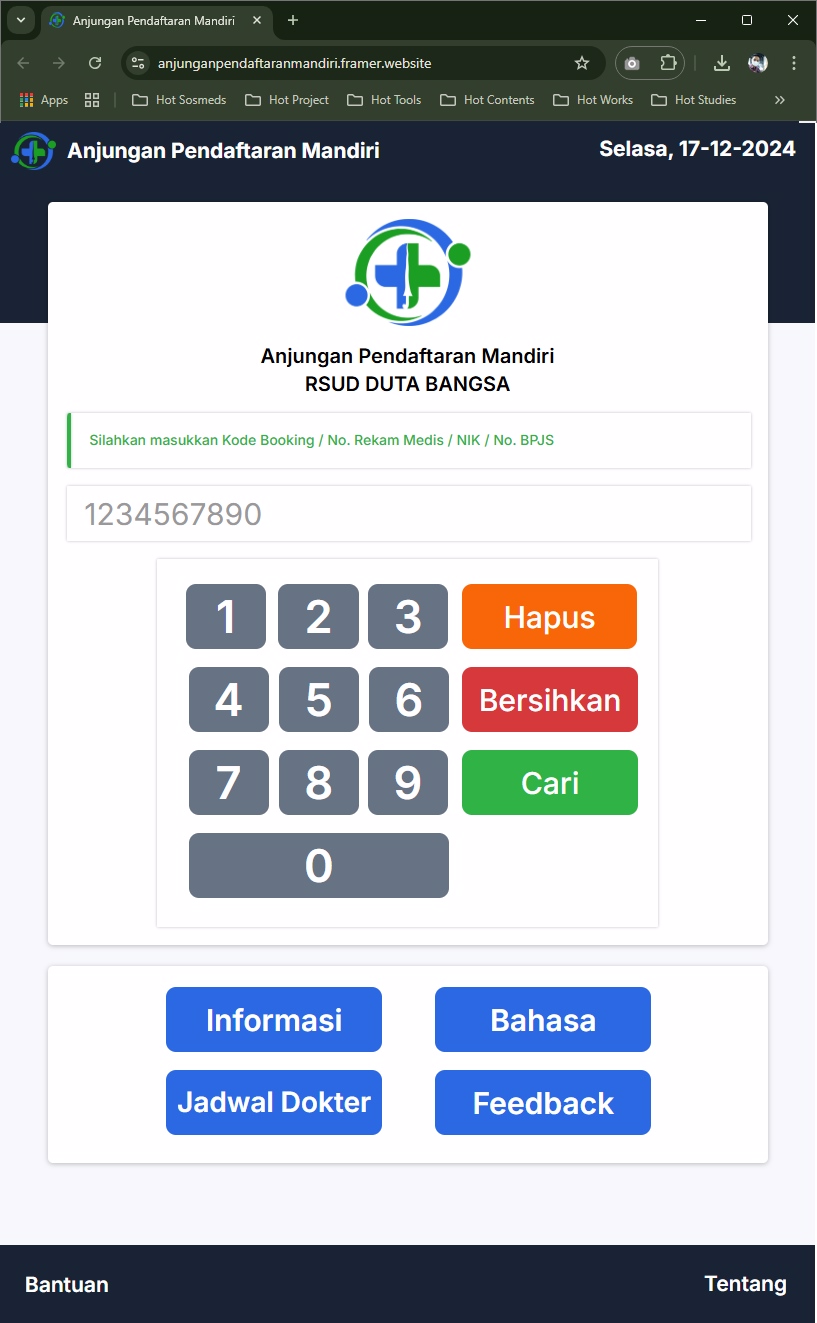 Anjungan Pendaftaran Mandiri
anjunganpendaftaranmandiri.framer.website
Apps Hot Sosmeds Hot Project Hot Tools Hot Contents Hot Works Hot Studies
Anjungan Pendaftaran Mandiri Selasa, 17-12-2024
Anjungan Pendaftaran Mandiri
RSUD DUTA BANGSA
Silahkan masukkan Kode Booking / No. Rekam Medis / NIK / No. BPJS
1234567890
1 2 3 Hapus
4 5 6 Bersihkan
7 8 9 Cari
0
Informasi Bahasa
Jadwal Dokter Feedback
Bantuan Tentang